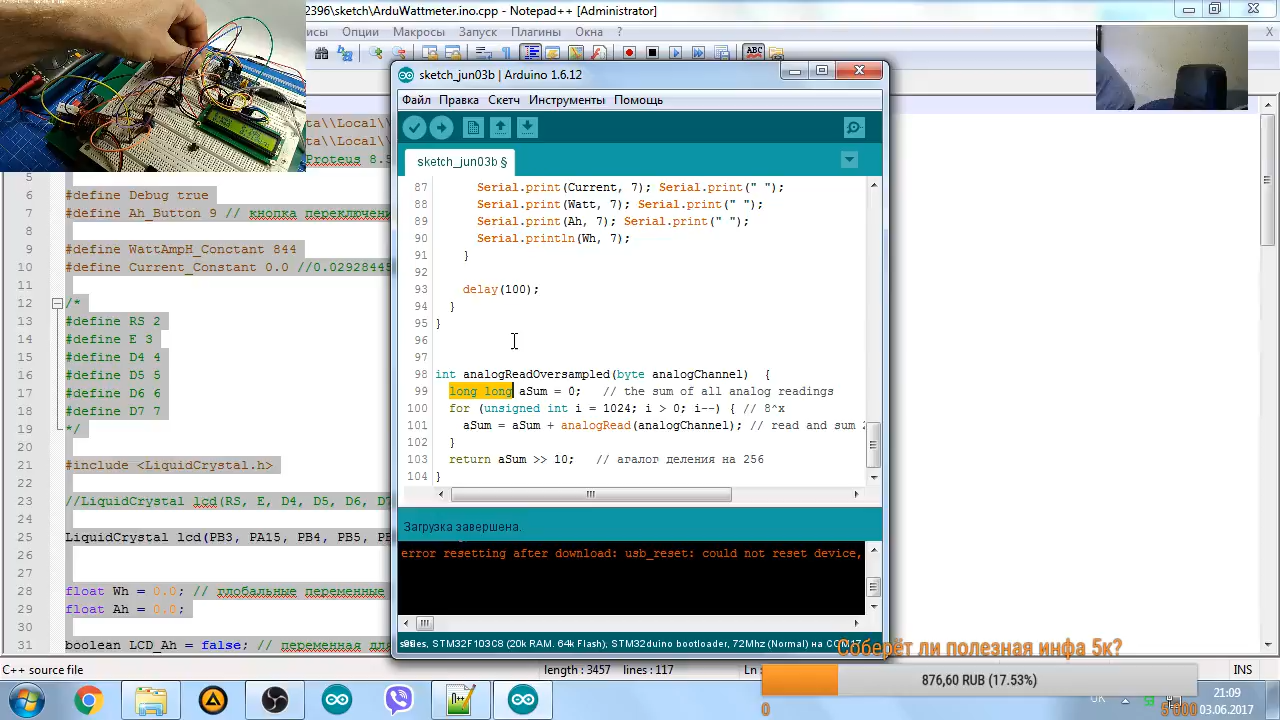 2396\sketch\ArduWattmeter.ino.cpp - Notepad++ [Administrator]
Опции Макросы Запуск Плагины Окна ?
ta\\Local\
ta\\Local\
Proteus 8.5
5
6 #define Debug true
7 #define Ah_Button 9 // кнопка переключени
8
9 #define WattAmpH_Conctant 844
10 #define Current_Constant 0.0 //0.02928445
11
12 /*
13 #define RS 2
14 #define E 3
15 #define D4 4
16 #define D5 5
17 #define D6 6
18 #define D7 7
19 */
20
21 #include <LiquidCrystal.h>
22
23 //LiquidCrystal lcd(RS, E, D4, D5, D6, D7
24
25 LiquidCrystal lcd(PB3, PA15, PB4, PB5, PB
26
27
28 float Wh = 0.0; // глобальные переменные
29 float Ah = 0.0;
30
31 boolean LCD_Ah = false; // переменная для
C++ source file
length : 3457 lines : 117
Ln :
INS
sketch_jun03b | Arduino 1.6.12
Файл Правка Скетч Инструменты Помощь
sketch_jun03b §
87 Serial.print(Current, 7); Serial.print(" ");
88 Serial.print(Watt, 7); Serial.print(" ");
89 Serial.print(Ah, 7); Serial.print(" ");
90 Serial.println(Wh, 7);
91 }
92
93 delay(100);
94 }
95 }
96
97
98 int analogReadOversampled(byte analogChannel) {
99 long long aSum = 0; // the sum of all analog readings
100 for (unsigned int i = 1024; i > 0; i--) { // 8^x
101 aSum = aSum + analogRead(analogChannel); // read and sum
102 }
103 return aSum >> 10; // агалог деления на 256
104 }
Загрузка завершена.
error resetting after download: usb_reset: could not reset device,
series, STM32F103C8 (20k RAM. 64k Flash), STM32duino bootloader, 72Mhz (Normal) на
Соберёт ли полезная инфа 5к?
876,60 RUB (17.53%)
0
5 000
UK
21:09
03.06.2017